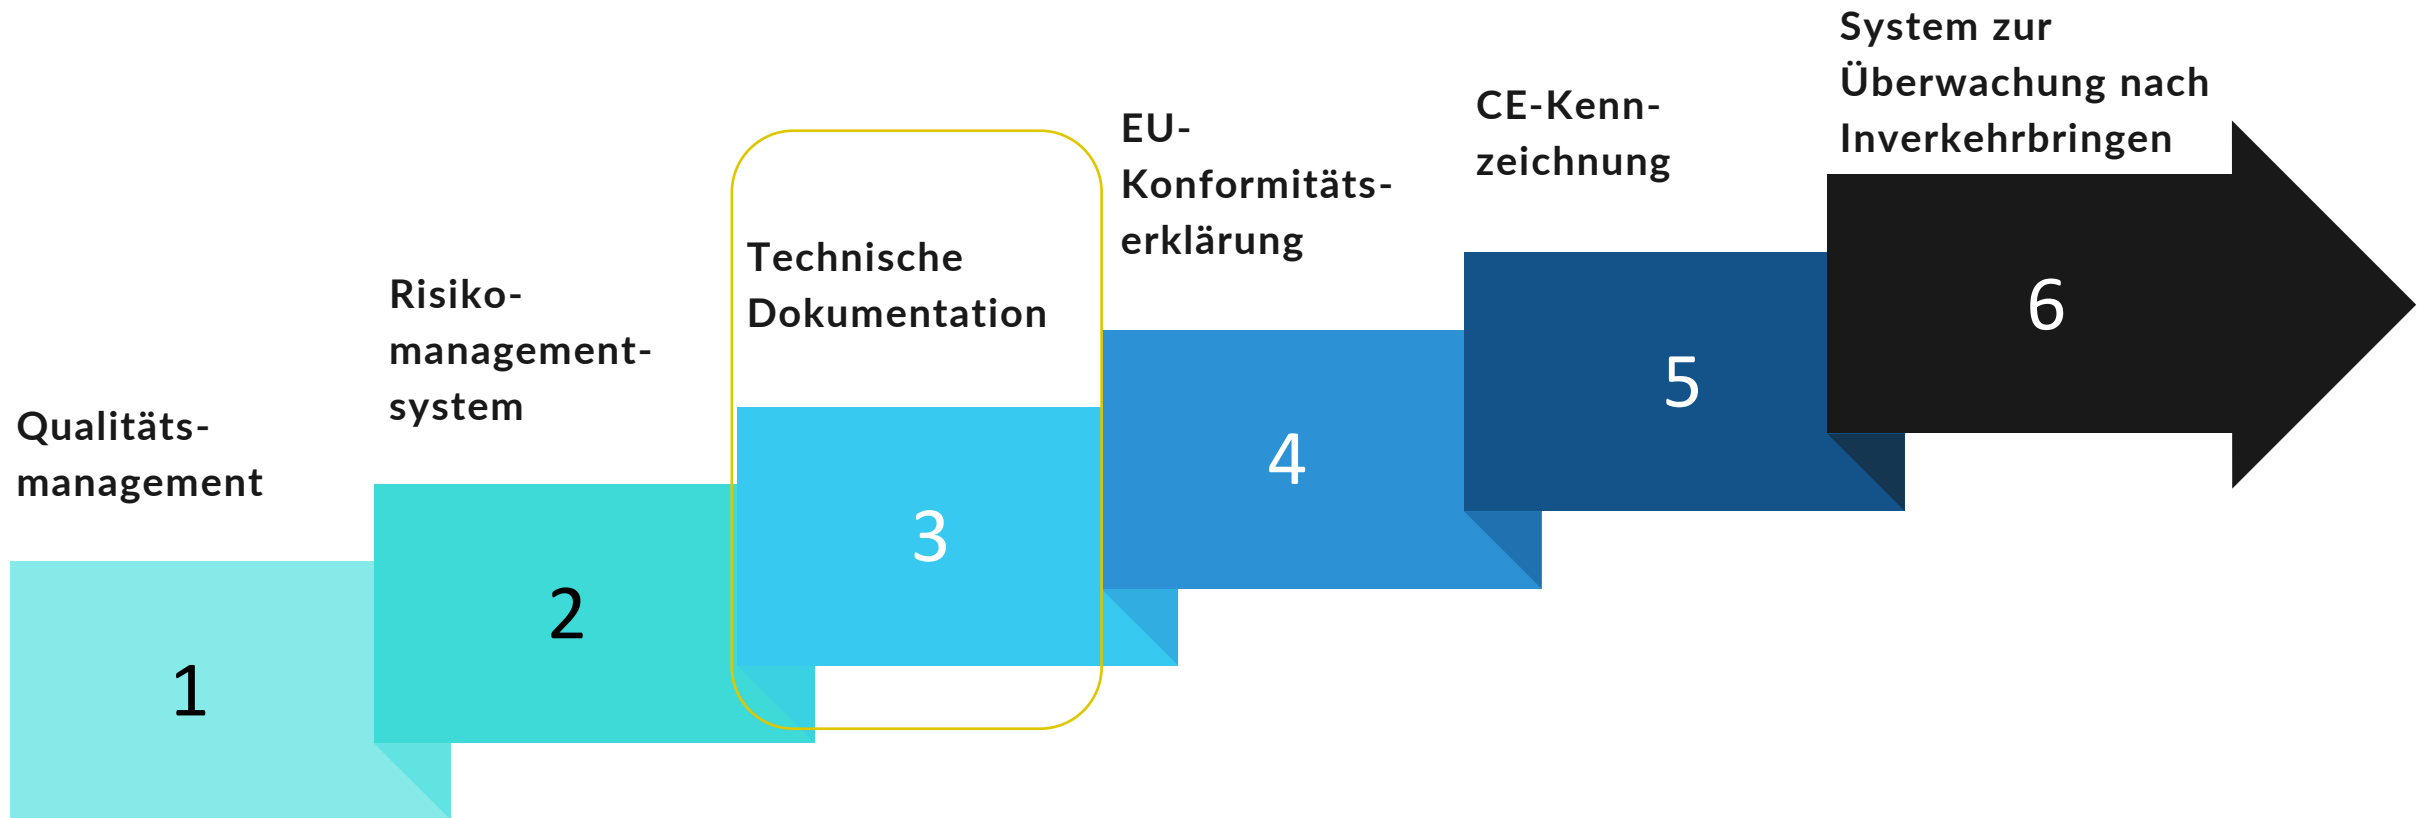 Qualitäts-
management
1
Risiko-
management-
system
2
Technische
Dokumentation
3
EU-
Konformitäts-
erklärung
4
CE-Kenn-
zeichnung
5
System zur
Überwachung nach
Inverkehrbringen
6